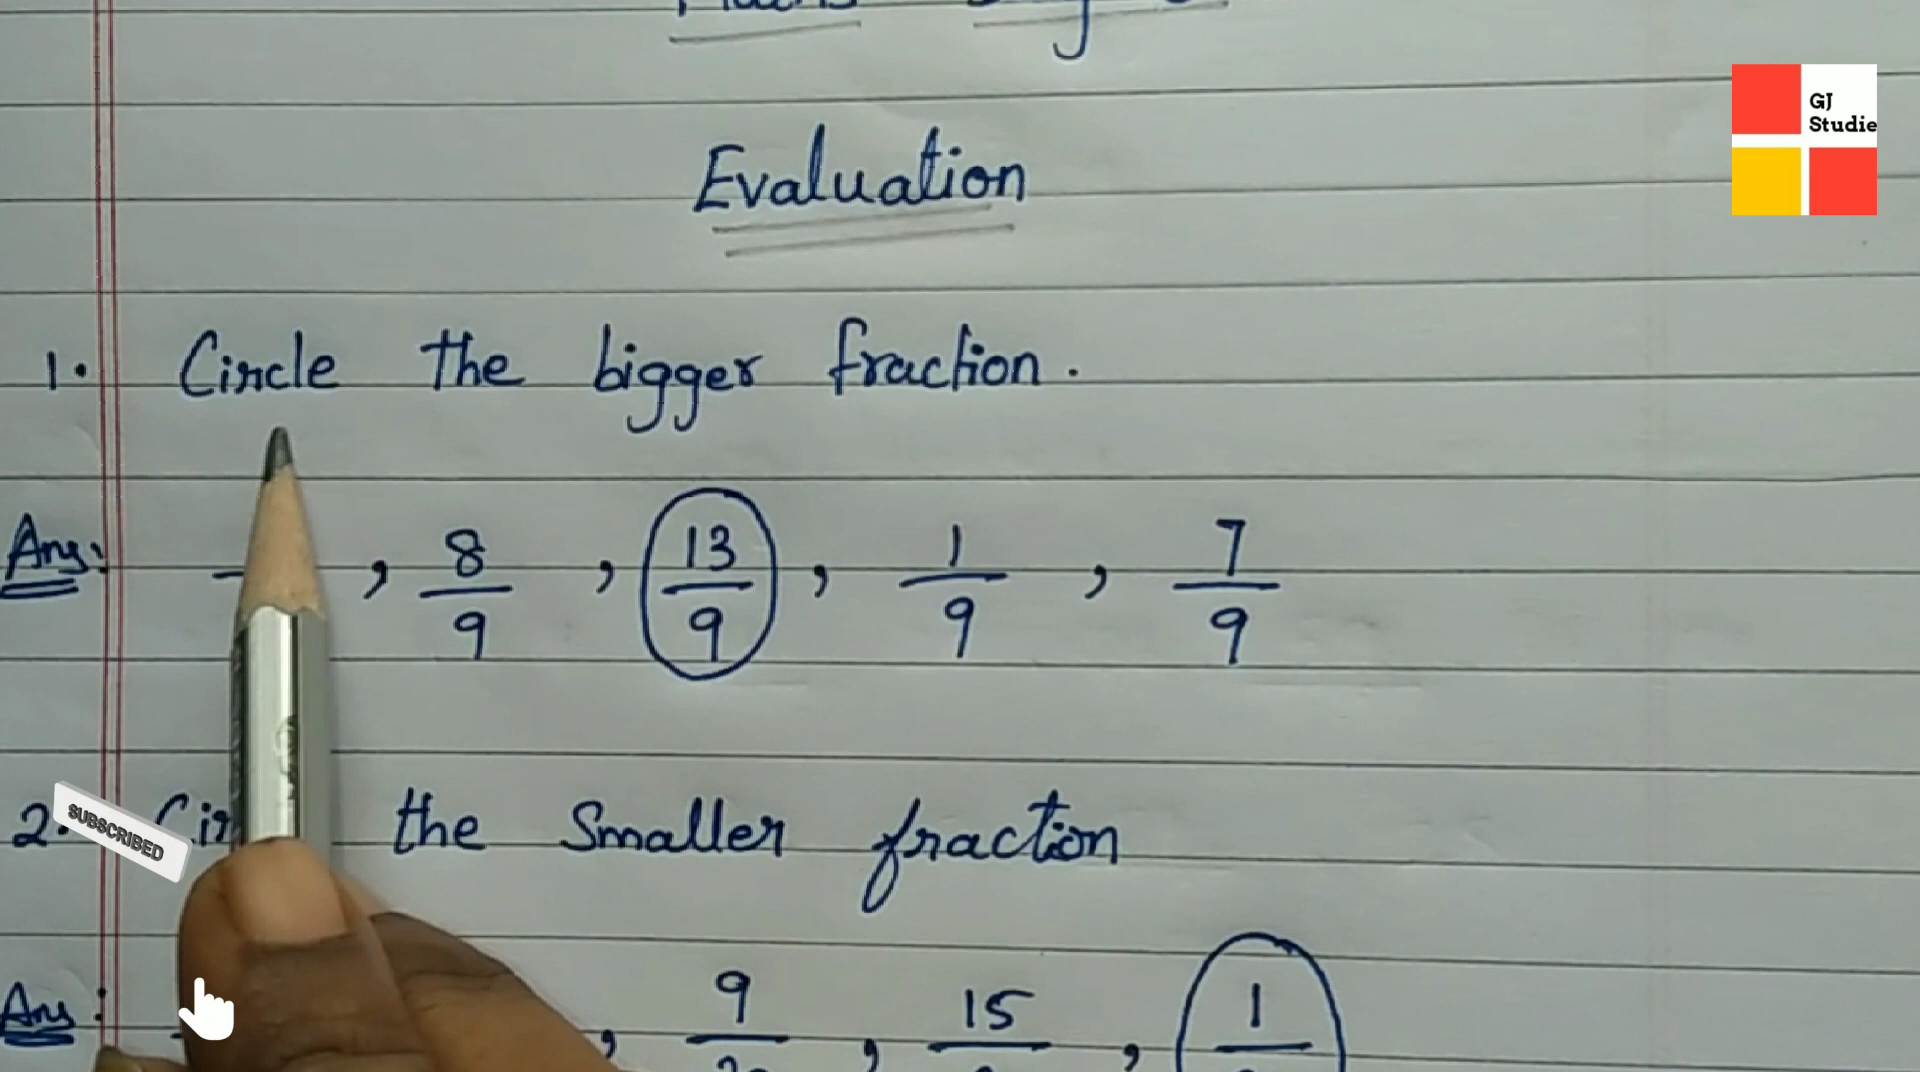 GJ
Studie
Evaluation
1. Circle the bigger fraction.
Ans: , 8/9 , 13/9 , 1/9 , 7/9
2. the Smaller fraction
SUBSCRIBED
Ans: , 9 , 15 , 1